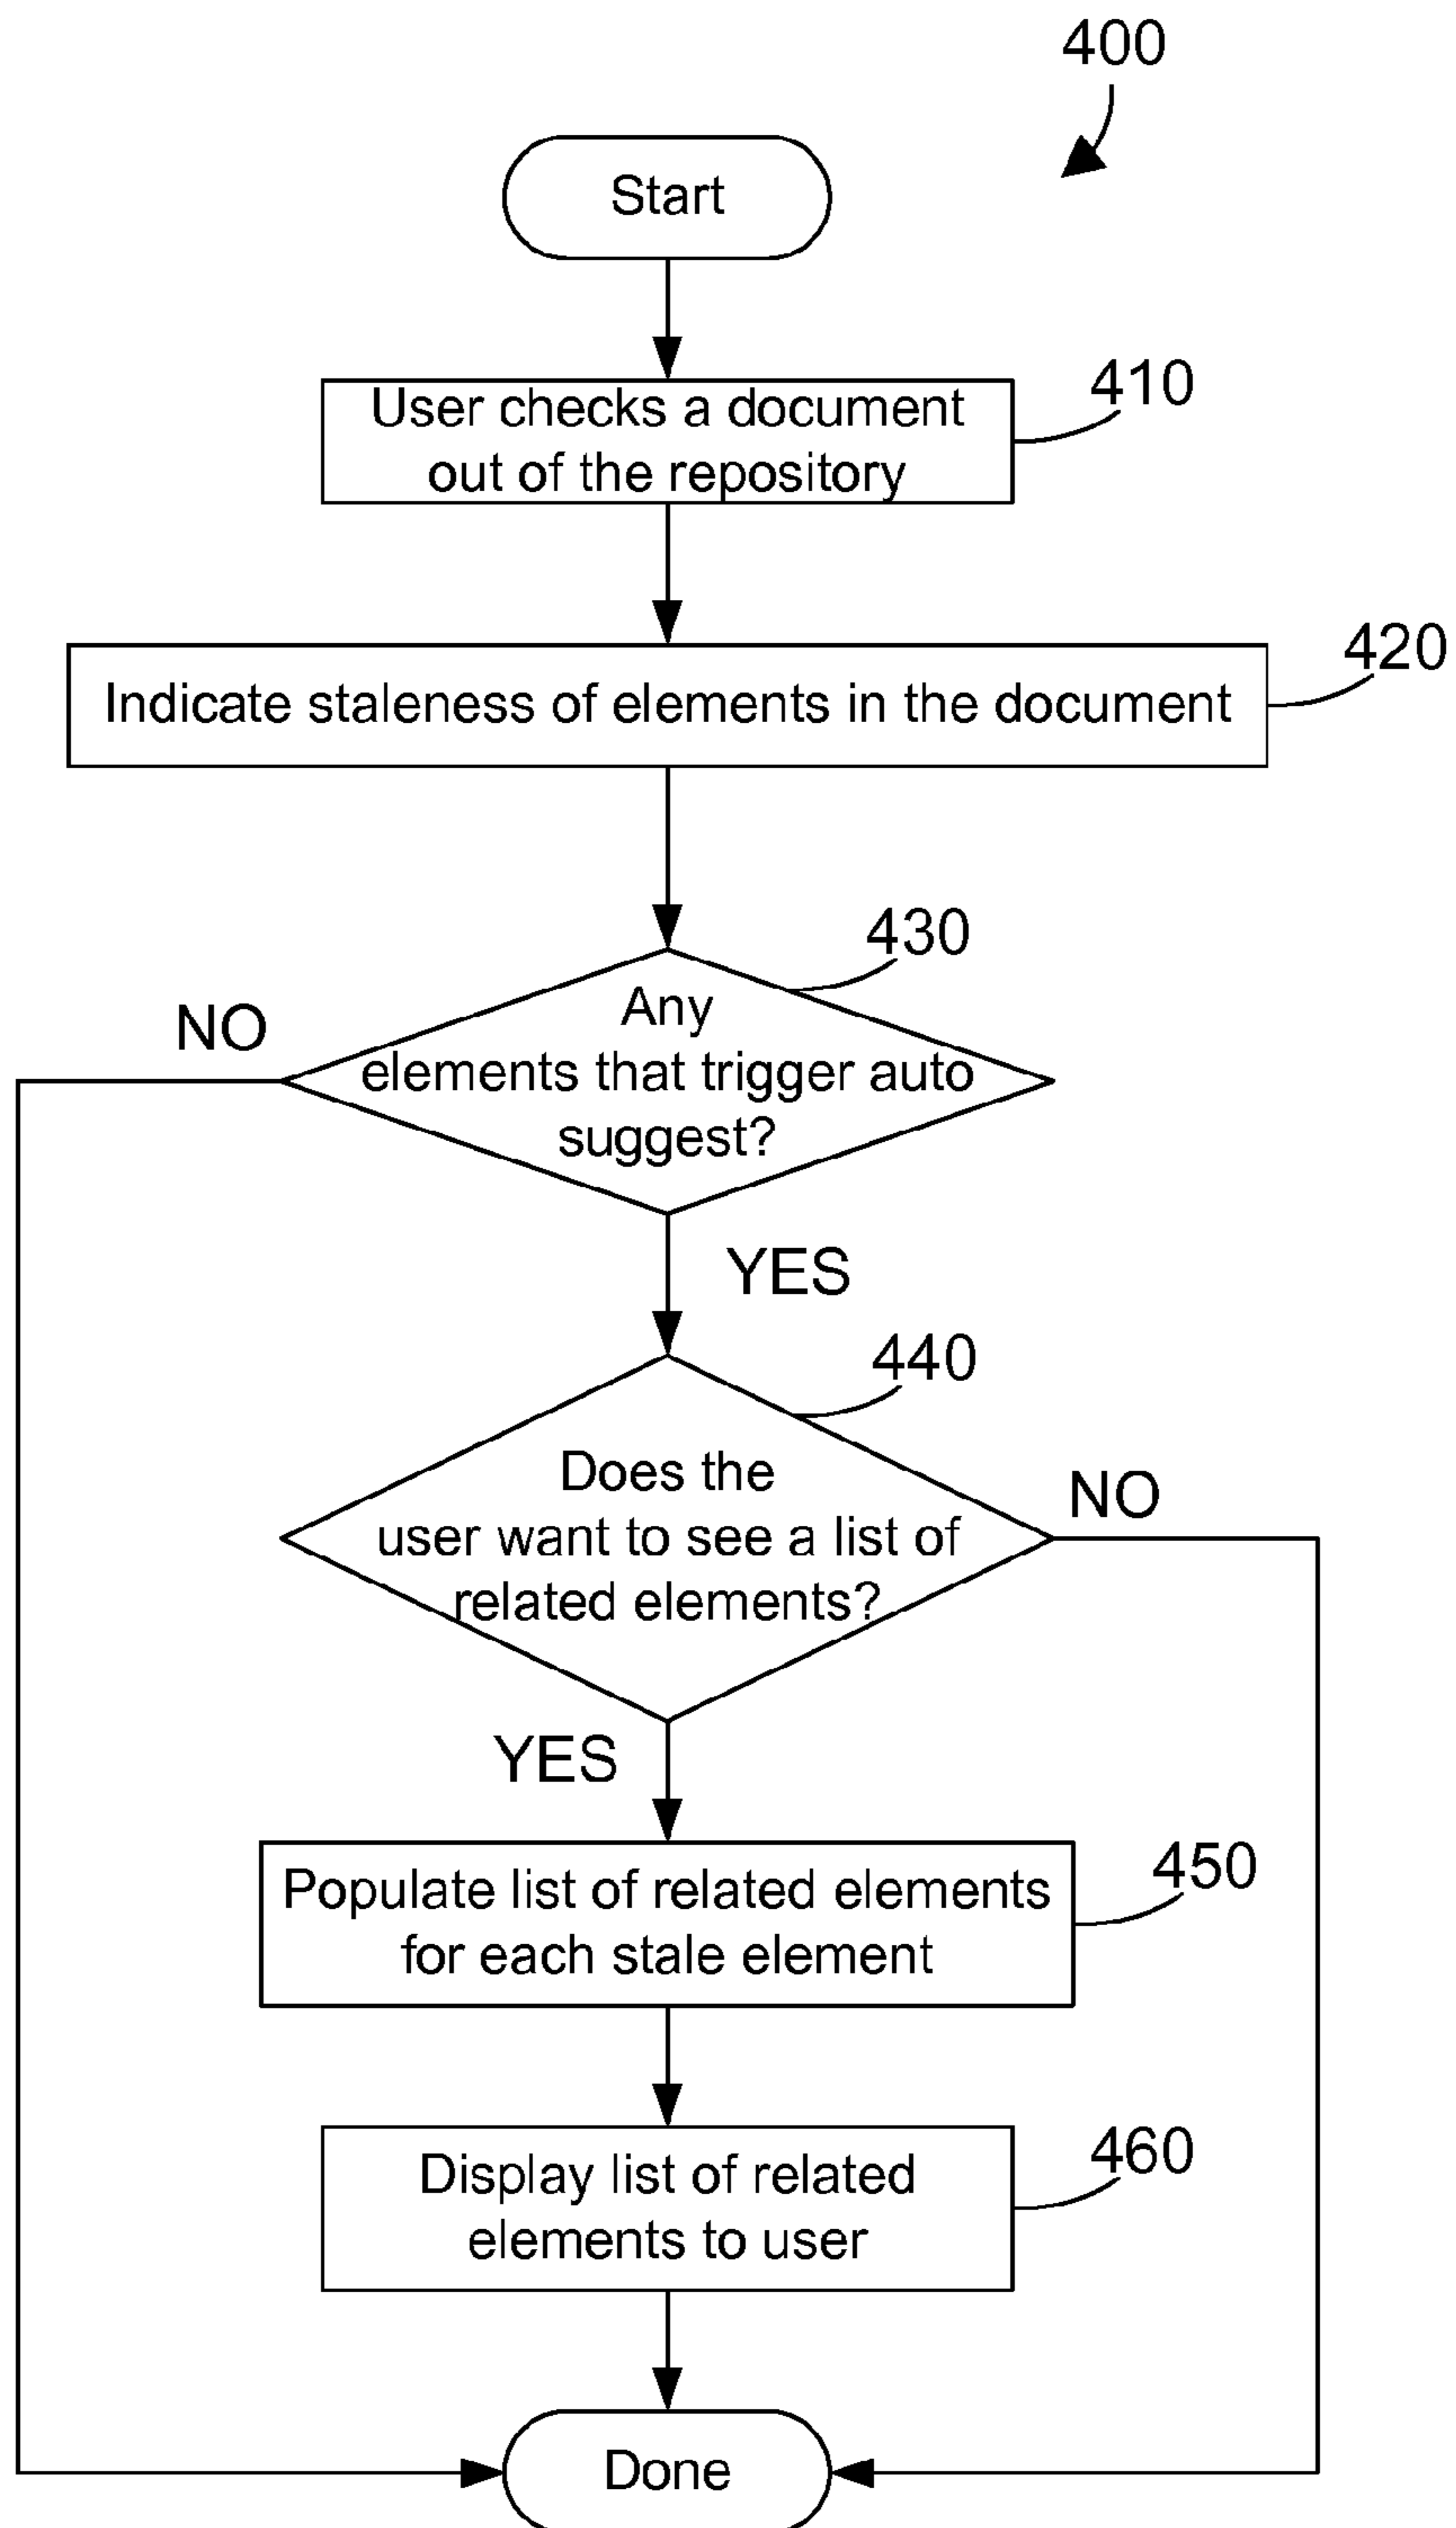 400
Start
User checks a document
out of the repository
410
Indicate staleness of elements in the document
420
430
NO
Any
elements that trigger auto
suggest?
YES
440
Does the
user want to see a list of
related elements?
NO
YES
Populate list of related elements
for each stale element
450
Display list of related
elements to user
460
Done